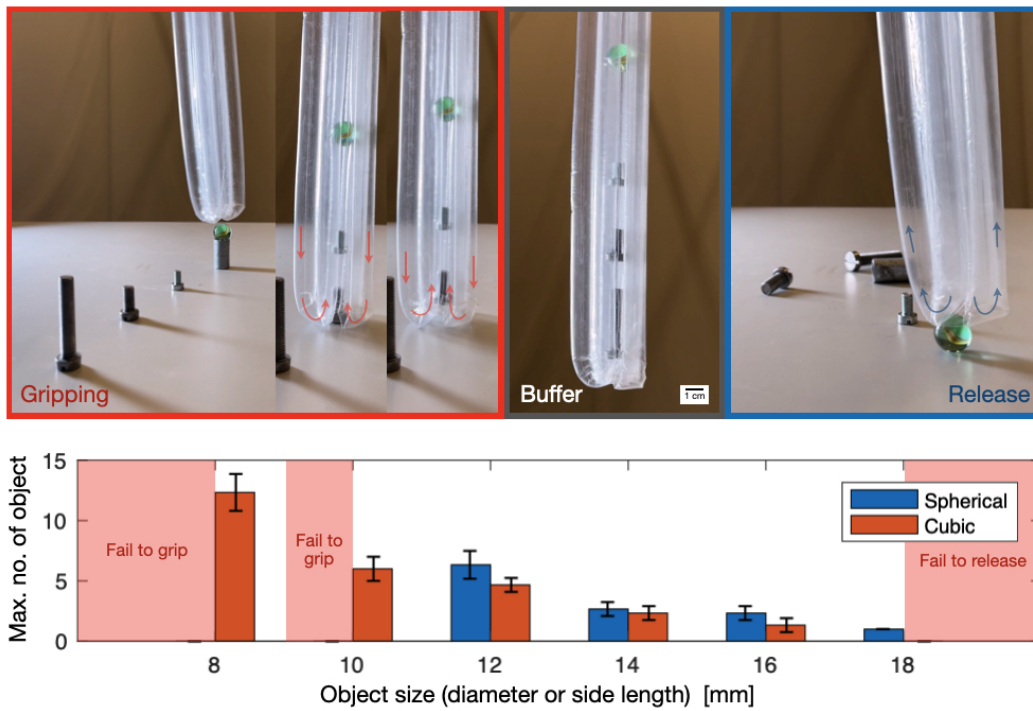 Gripping
Buffer
1 cm
Release
15
10
5
0
Max. no. of object
Fail to grip
Fail to
grip
Spherical
Cubic
Fail to release
8
10
12
14
16
18
Object size (diameter or side length) [mm]